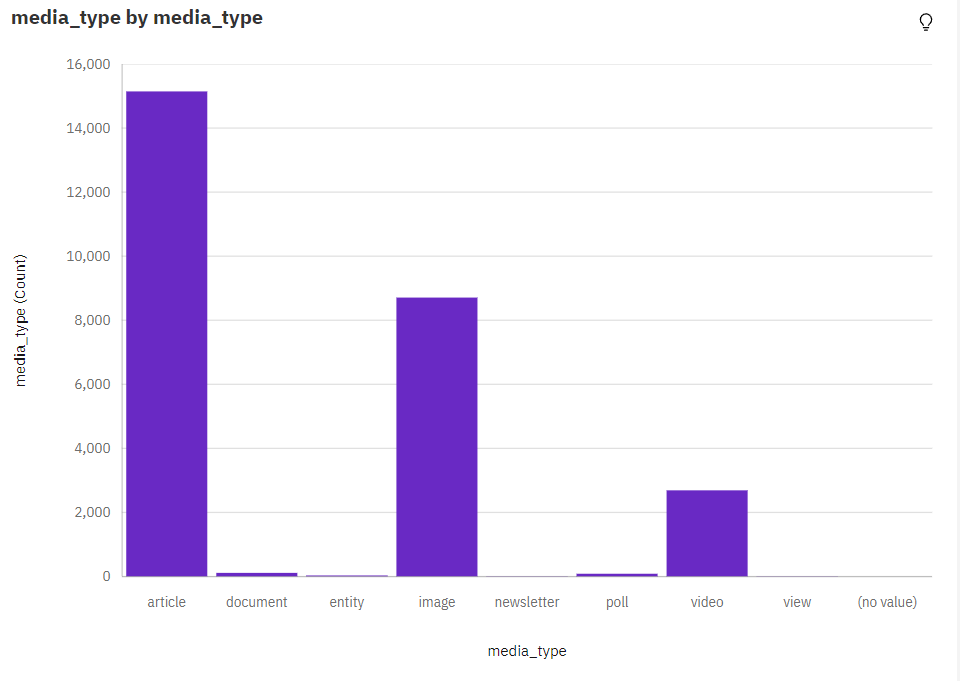 media_type by media_type
16,000
14,000
12,000
10,000
8,000
6,000
4,000
2,000
0
media_type (Count)
article document entity image newsletter poll video view (no value)
media_type